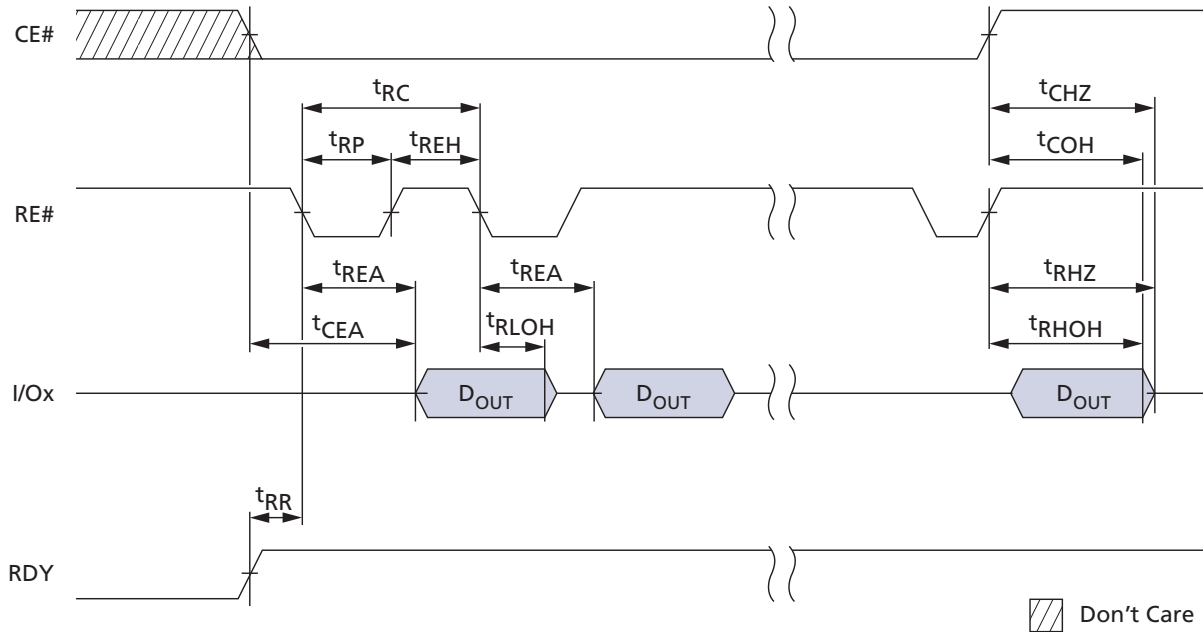 CE#
tRC
tCHZ
tRP
tREH
tCOH
RE#
tREA
tREA
tRHZ
tCEA
tRLOH
tRHOH
I/Ox
DOUT
DOUT
DOUT
tRR
RDY
Don't Care